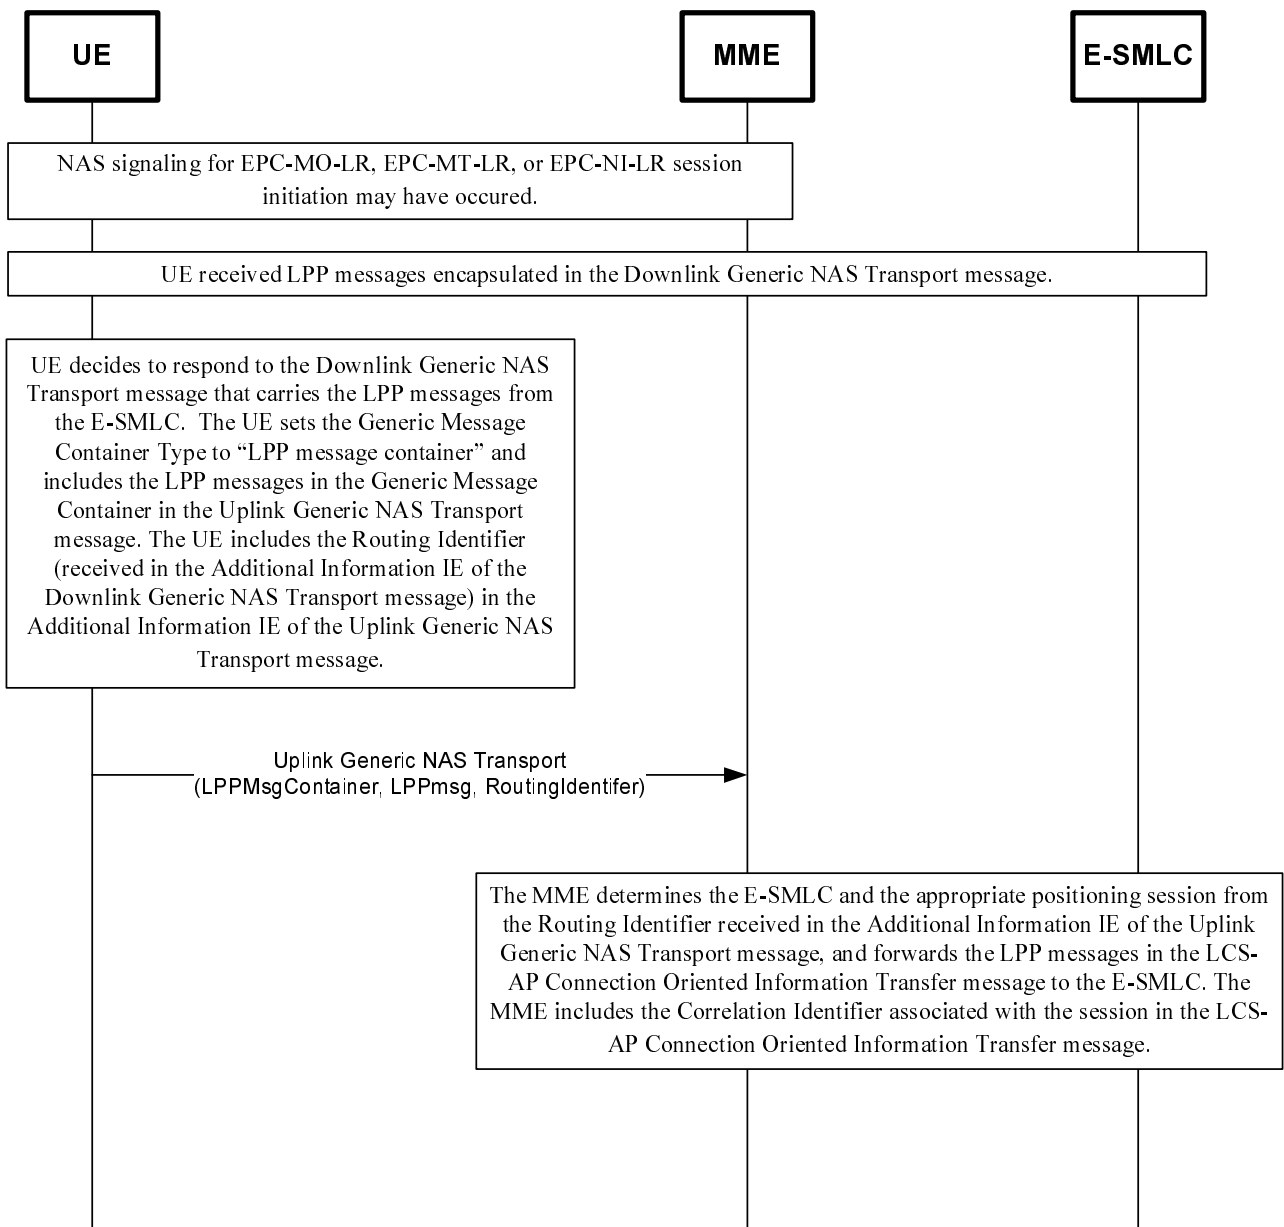 UE
MME
E-SMLC
NAS signaling for EPC-MO-LR, EPC-MT-LR, or EPC-NI-LR session
initiation may have occured.
UE received LPP messages encapsulated in the Downlink Generic NAS Transport message.
UE decides to respond to the Downlink Generic NAS
Transport message that carries the LPP messages from
the E-SMLC.  The UE sets the Generic Message
Container Type to “LPP message container” and
includes the LPP messages in the Generic Message
Container in the Uplink Generic NAS Transport
message. The UE includes the Routing Identifier
(received in the Additional Information IE of the
Downlink Generic NAS Transport message) in the
Additional Information IE of the Uplink Generic NAS
Transport message.
Uplink Generic NAS Transport
(LPPMsgContainer, LPPmsg, RoutingIdentifer)
The MME determines the E-SMLC and the appropriate positioning session from
the Routing Identifier received in the Additional Information IE of the Uplink
Generic NAS Transport message, and forwards the LPP messages in the LCS-
AP Connection Oriented Information Transfer message to the E-SMLC. The
MME includes the Correlation Identifier associated with the session in the LCS-
AP Connection Oriented Information Transfer message.